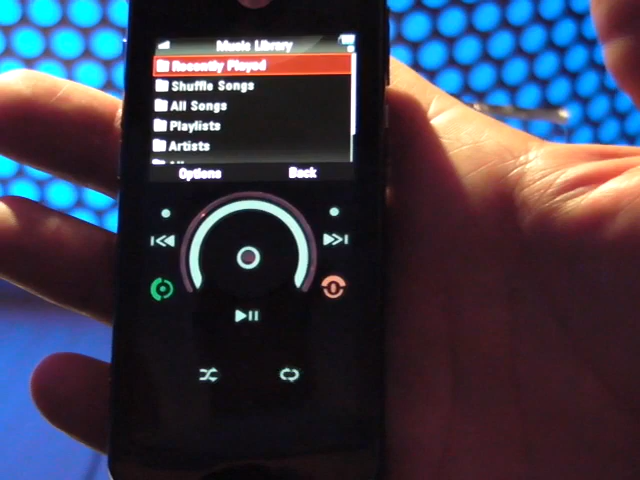 Music Library
Recently Played
Shuffle Songs
All Songs
Playlists
Artists
Options Back